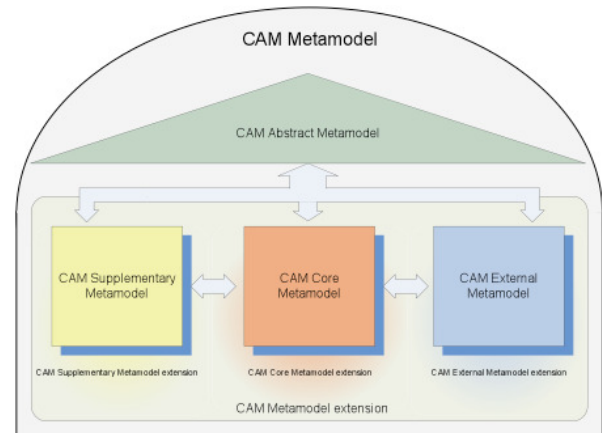 CAM Metamodel
CAM Abstract Metamodel
CAM Supplementary
Metamodel
CAM Core
Metamodel
CAM External
Metamodel
CAM Supplementary Metamodel extension
CAM Core Metamodel extension
CAM External Metamodel extension
CAM Metamodel extension